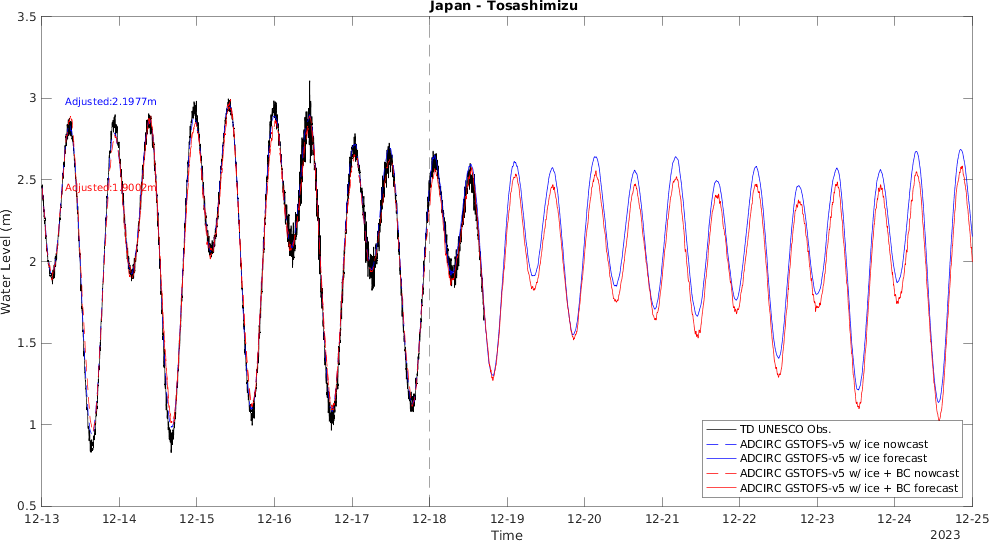 Japan - Tosashimizu
3.5
3
2.5
2
1.5
1
0.5
Water Level (m)
Adjusted:2.1977m
Adjusted:1.9002m
TD UNESCO Obs.
ADCIRC GSTOFS-v5 w/ ice nowcast
ADCIRC GSTOFS-v5 w/ ice forecast
ADCIRC GSTOFS-v5 w/ ice + BC nowcast
ADCIRC GSTOFS-v5 w/ ice + BC forecast
12-13 12-14 12-15 12-16 12-17 12-18 12-19 12-20 12-21 12-22 12-23 12-24 12-25
Time
2023